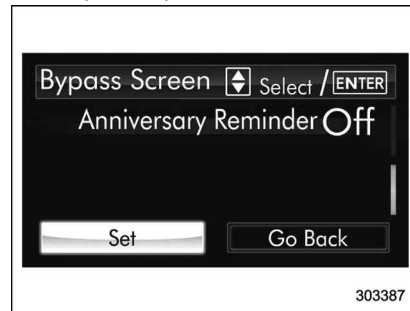 Bypass Screen Select / ENTER
Anniversary Reminder Off
Set Go Back
303387